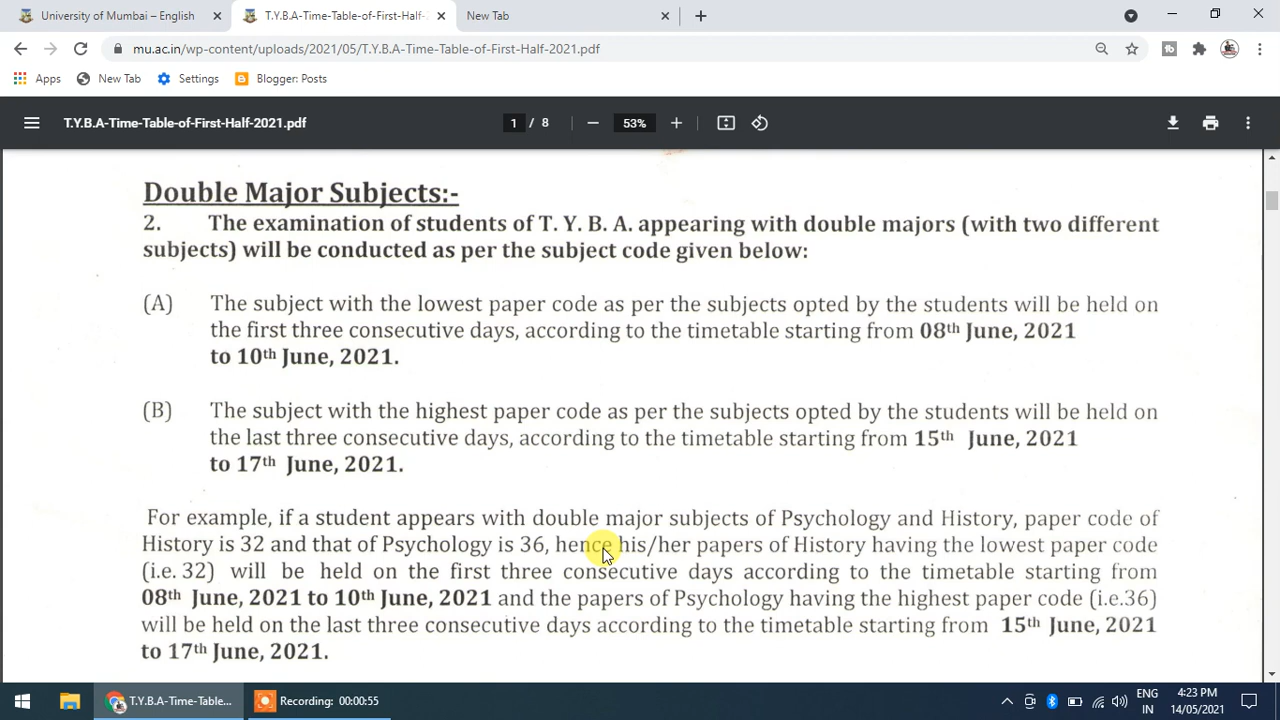 University of Mumbai – English
T.Y.B.A-Time-Table-of-First-Half-
New Tab
mu.ac.in/wp-content/uploads/2021/05/T.Y.B.A-Time-Table-of-First-Half-2021.pdf
Apps
New Tab
Settings
Blogger: Posts
T.Y.B.A-Time-Table-of-First-Half-2021.pdf
1 / 8
53%
Double Major Subjects:-
2. The examination of students of T. Y. B. A. appearing with double majors (with two different
subjects) will be conducted as per the subject code given below:
(A) The subject with the lowest paper code as per the subjects opted by the students will be held on
the first three consecutive days, according to the timetable starting from 08th June, 2021
to 10th June, 2021.
(B) The subject with the highest paper code as per the subjects opted by the students will be held on
the last three consecutive days, according to the timetable starting from 15th June, 2021
to 17th June, 2021.
For example, if a student appears with double major subjects of Psychology and History, paper code of
History is 32 and that of Psychology is 36, hence his/her papers of History having the lowest paper code
(i.e. 32) will be held on the first three consecutive days according to the timetable starting from
08th June, 2021 to 10th June, 2021 and the papers of Psychology having the highest paper code (i.e.36)
will be held on the last three consecutive days according to the timetable starting from 15th June, 2021
to 17th June, 2021.
T.Y.B.A-Time-Table...
Recording: 00:00:55
ENG
IN
4:23 PM
14/05/2021